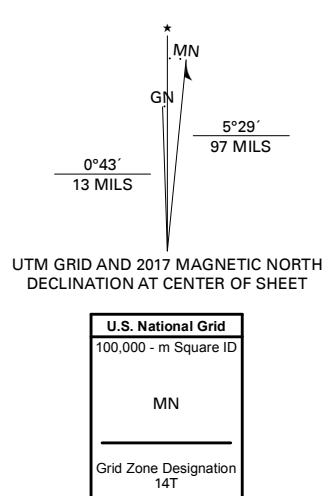 ★
MN
GN
5°29´
97 MILS
0°43´
13 MILS
UTM GRID AND 2017 MAGNETIC NORTH
DECLINATION AT CENTER OF SHEET
U.S. National Grid
100,000 - m Square ID
MN
Grid Zone Designation
14T